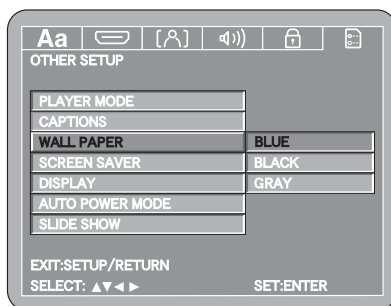 Aa
OTHER SETUP
PLAYER MODE
CAPTIONS
WALL PAPER BLUE
SCREEN SAVER BLACK
DISPLAY GRAY
AUTO POWER MODE
SLIDE SHOW
EXIT:SETUP/RETURN
SELECT: ▲▼◄ ► SET:ENTER